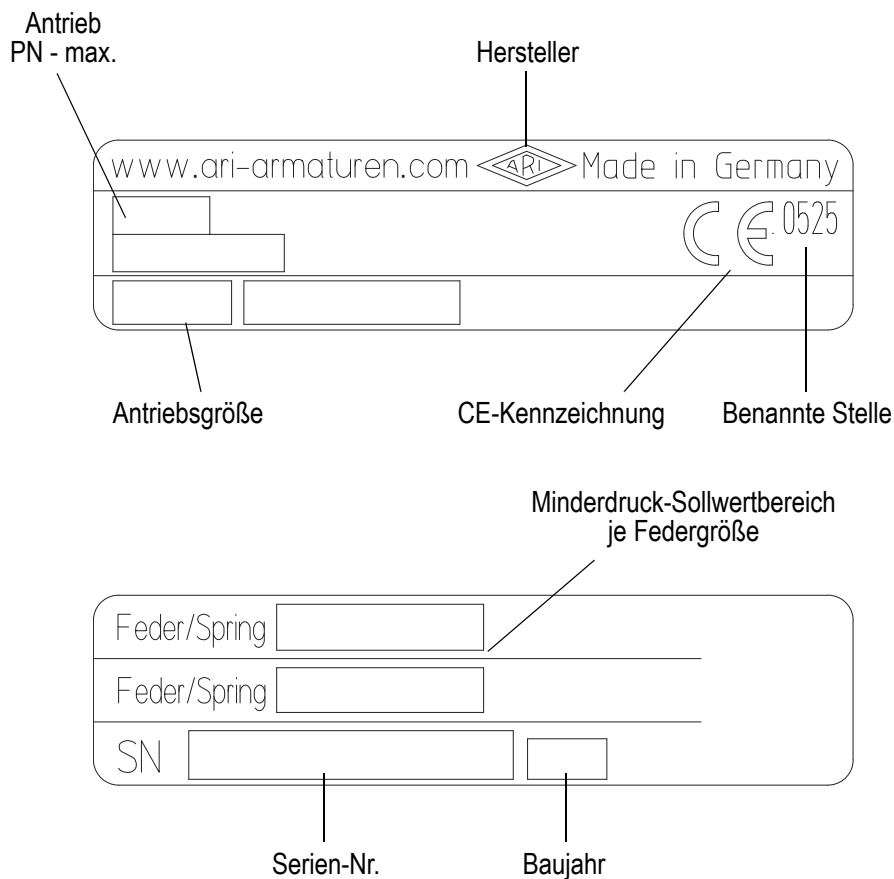 Antrieb
PN - max.
Hersteller
www.ari-armaturen.com ARI Made in Germany
CE.0525
Antriebsgröße
CE-Kennzeichnung
Benannte Stelle
Minderdruck-Sollwertbereich
je Federgröße
Feder/Spring
Feder/Spring
SN
Serien-Nr.
Baujahr